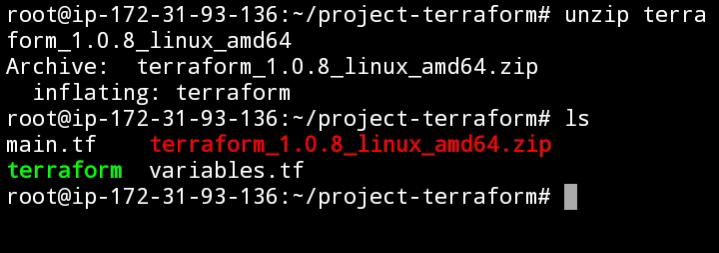 root@ip-172-31-93-136:~/project-terraform# unzip terra
form_1.0.8_linux_amd64
Archive:  terraform_1.0.8_linux_amd64.zip
  inflating: terraform
root@ip-172-31-93-136:~/project-terraform# ls
main.tf    terraform_1.0.8_linux_amd64.zip
terraform  variables.tf
root@ip-172-31-93-136:~/project-terraform#